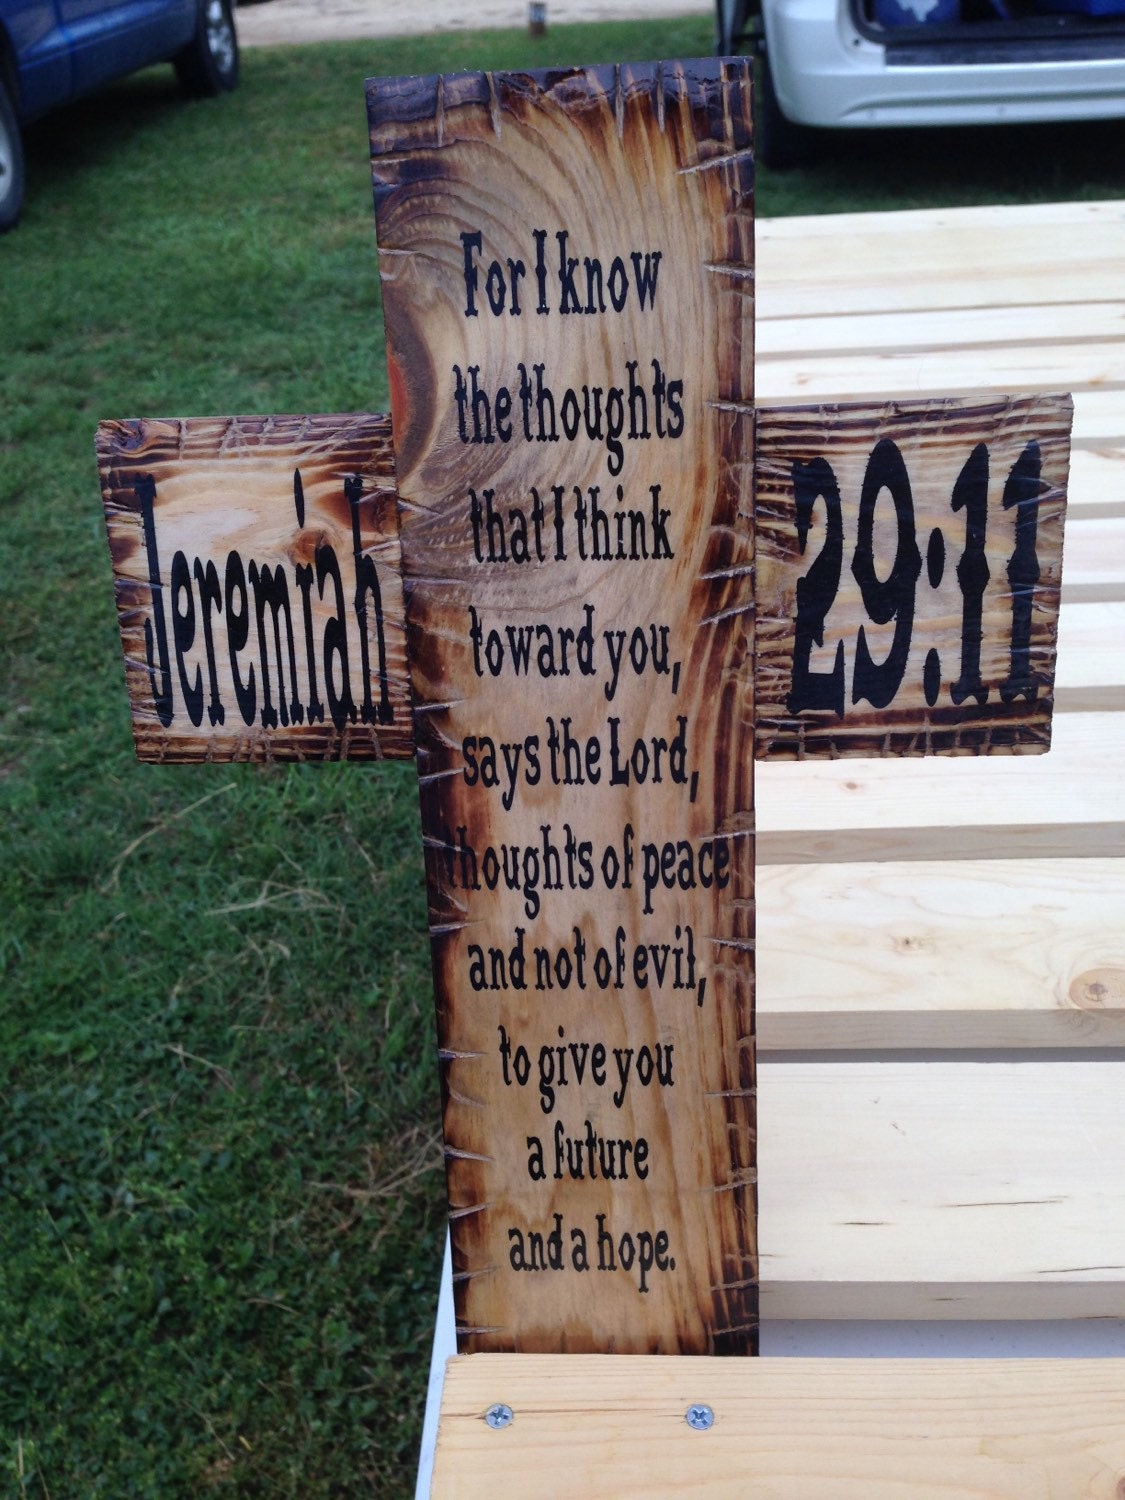 For I know
the thoughts
that I think
toward you,
says the Lord,
thoughts of peace
and not of evil,
to give you
a future
and a hope.
Jeremiah 29:11